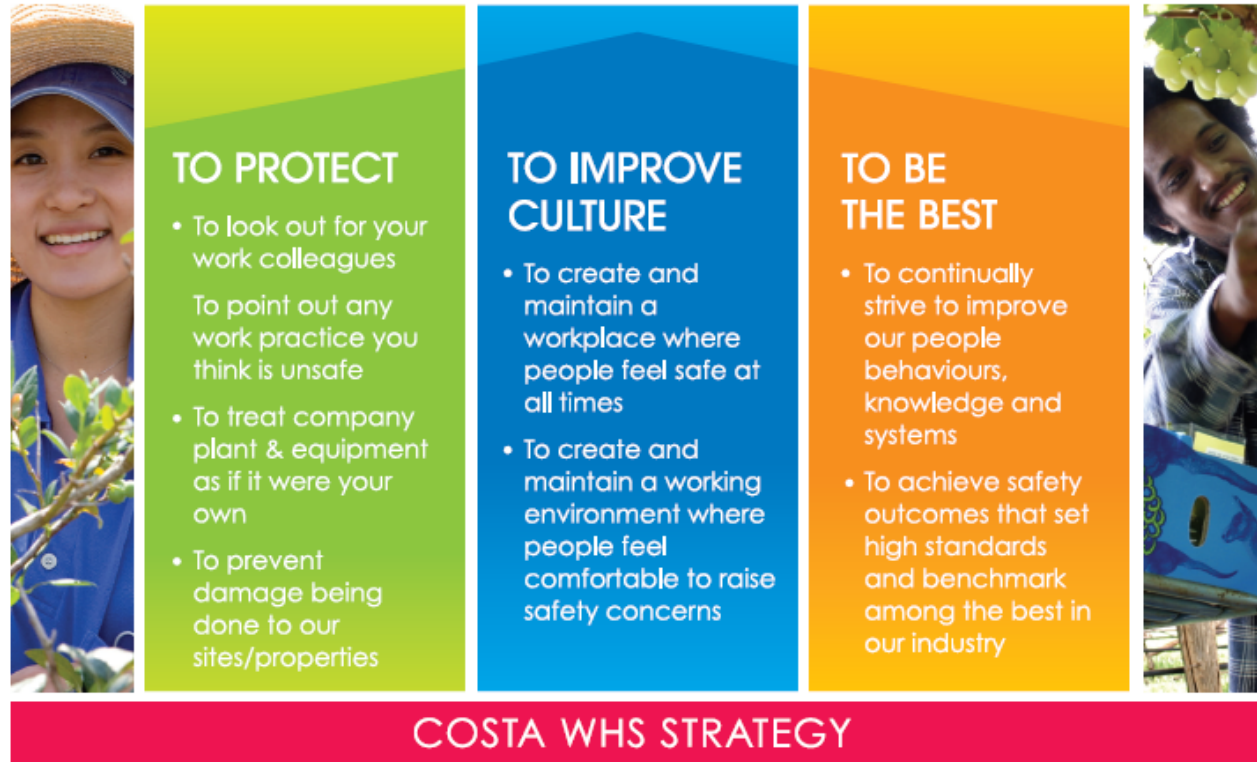 TO PROTECT
• To look out for your
work colleagues
To point out any
work practice you
think is unsafe
• To treat company
plant & equipment
as if it were your
own
• To prevent
damage being
done to our
sites/properties
TO IMPROVE
CULTURE
• To create and
maintain a
workplace where
people feel safe at
all times
• To create and
maintain a working
environment where
people feel
comfortable to raise
safety concerns
TO BE
THE BEST
• To continually
strive to improve
our people
behaviours,
knowledge and
systems
• To achieve safety
outcomes that set
high standards
and benchmark
among the best in
our industry
COSTA WHS STRATEGY